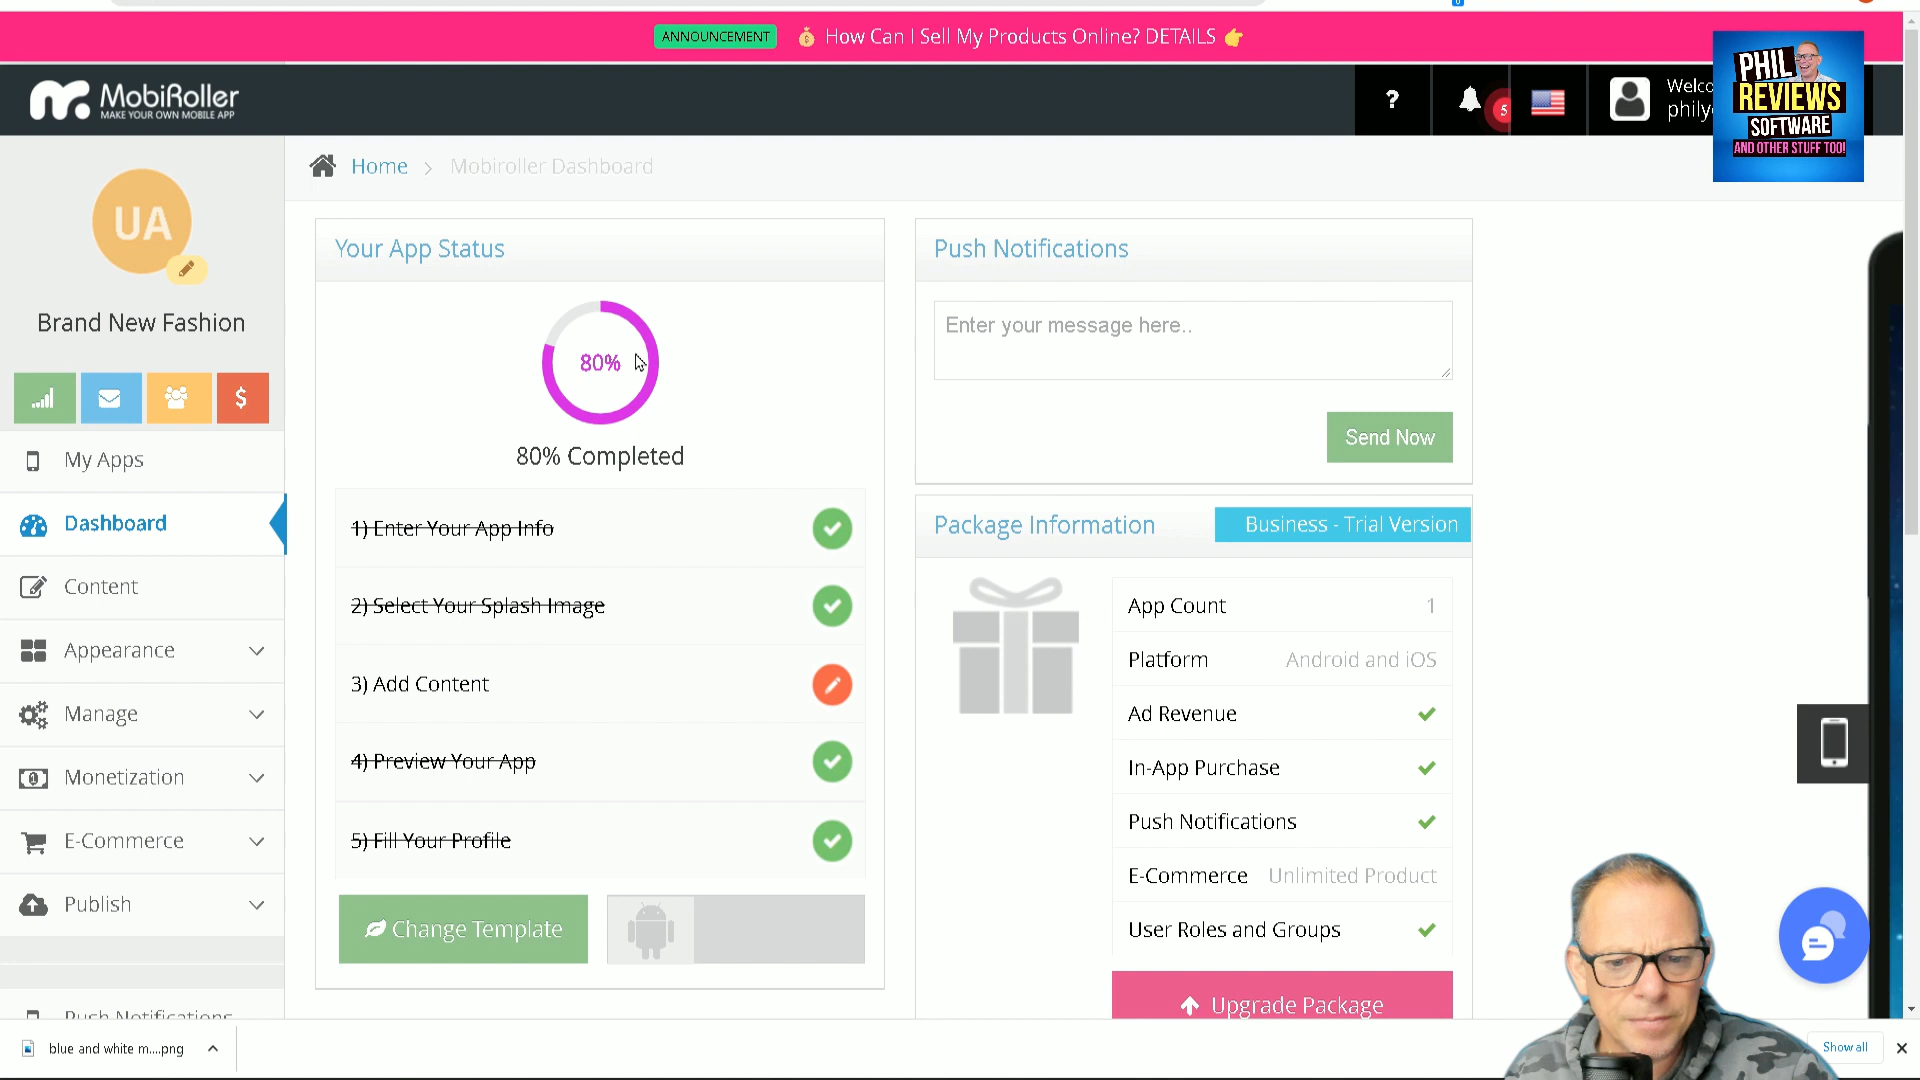 ANNOUNCEMENT
How Can I Sell My Products Online? DETAILS
MobiRoller
MAKE YOUR OWN MOBILE APP
?
5
PHIL
REVIEWS
SOFTWARE
AND OTHER STUFF TOO!
UA
Brand New Fashion
$
My Apps
Dashboard
Content
Appearance
Manage
Monetization
E-Commerce
Publish
Push Notifications
Home > Mobiroller Dashboard
Your App Status
80%
80% Completed
1) Enter Your App Info
2) Select Your Splash Image
3) Add Content
4) Preview Your App
5) Fill Your Profile
Change Template
Push Notifications
Enter your message here..
Send Now
Package Information
Business - Trial Version
App Count 1
Platform Android and iOS
Ad Revenue
In-App Purchase
Push Notifications
E-Commerce Unlimited Product
User Roles and Groups
Upgrade Package
blue and white m....png
Show all